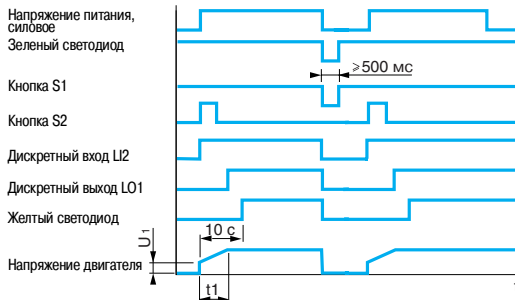 Напряжение питания,
силовое
Зеленый светодиод
≥500 мс
Кнопка S1
Кнопка S2
Дискретный вход LI2
Дискретный выход LO1
Желтый светодиод
10 с
U1
Напряжение двигателя
t1